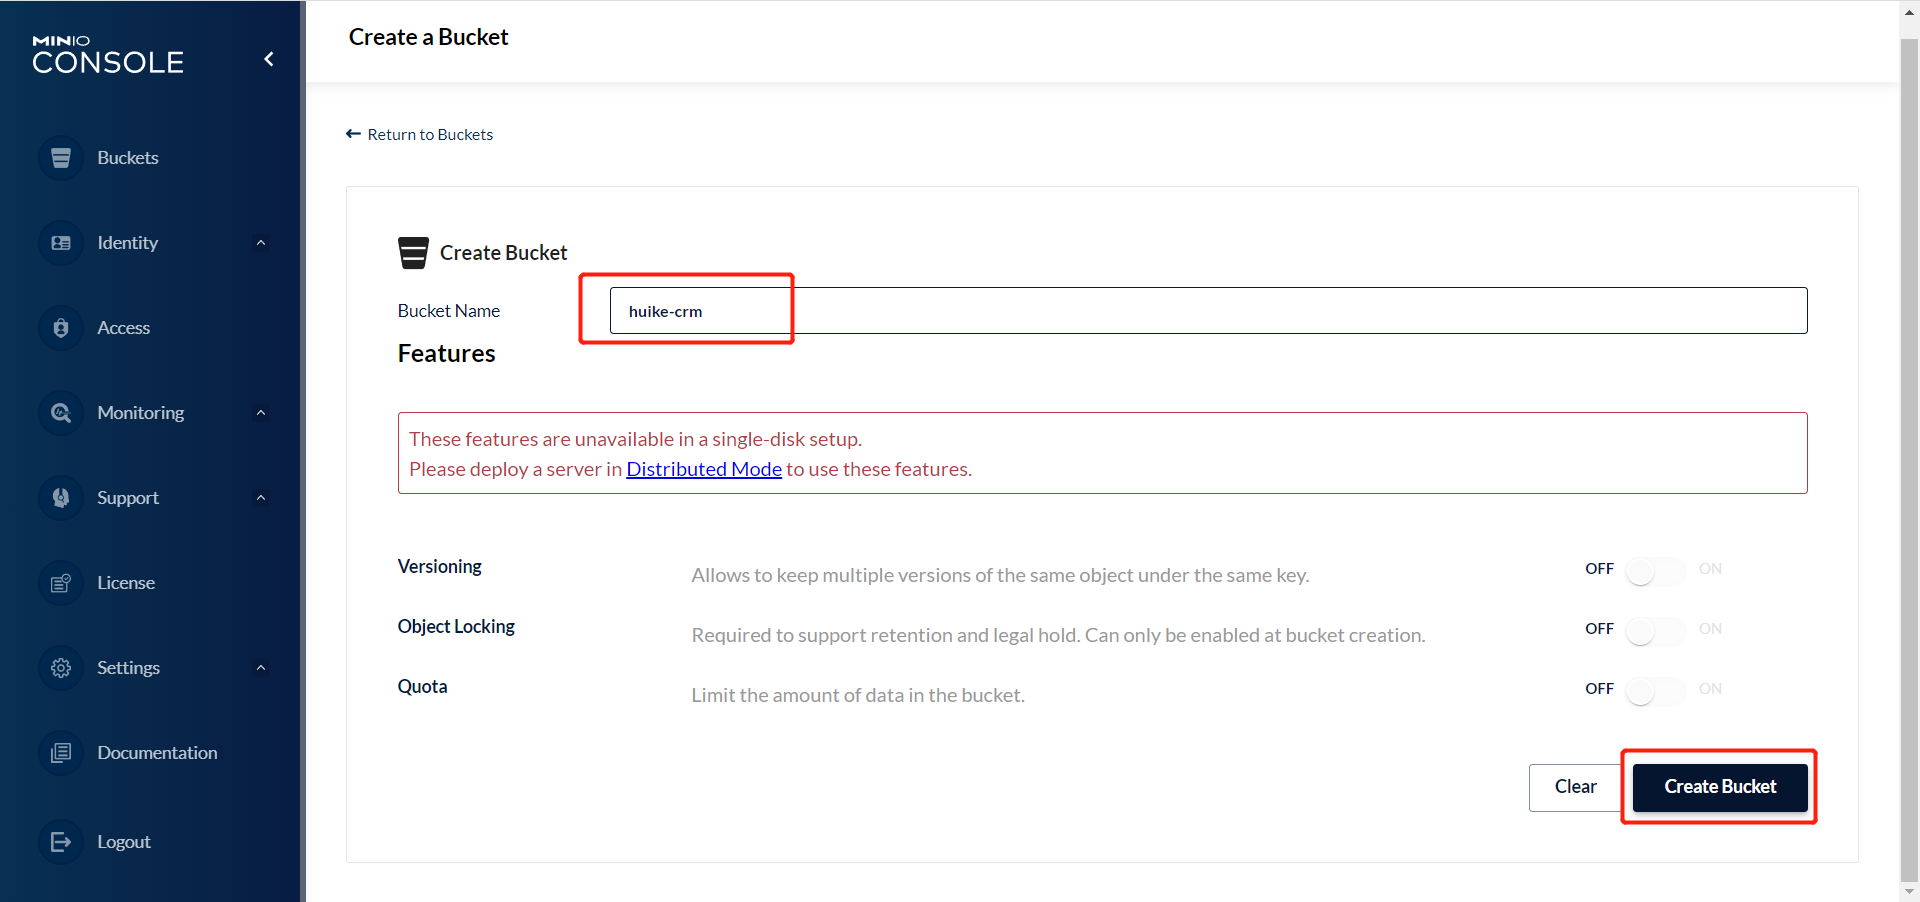 MINIO
CONSOLE
Buckets
Identity
Access
Monitoring
Support
License
Settings
Documentation
Logout
Create a Bucket
Return to Buckets
Create Bucket
Bucket Name
huike-crm
Features
These features are unavailable in a single-disk setup.
Please deploy a server in Distributed Mode to use these features.
Versioning
Allows to keep multiple versions of the same object under the same key.
OFF ON
Object Locking
Required to support retention and legal hold. Can only be enabled at bucket creation.
OFF ON
Quota
Limit the amount of data in the bucket.
OFF ON
Clear
Create Bucket